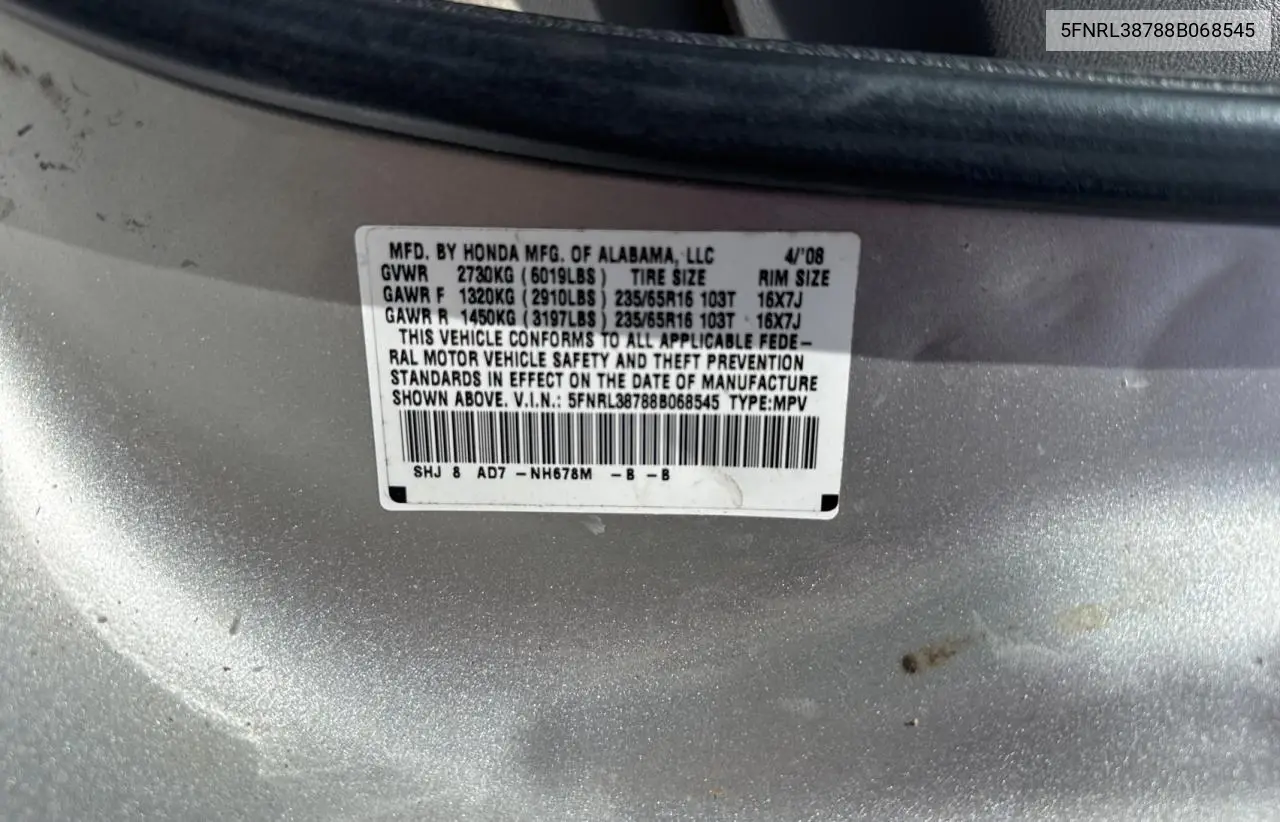 5FNRL38788B068545
MFD. BY HONDA MFG. OF ALABAMA, LLC 4/'08
GVWR 2730KG (6019LBS) TIRE SIZE RIM SIZE
GAWR F 1320KG (2910LBS) 235/65R16 103T 16X7J
GAWR R 1450KG (3197LBS) 235/65R16 103T 16X7J
THIS VEHICLE CONFORMS TO ALL APPLICABLE FEDE-
RAL MOTOR VEHICLE SAFETY AND THEFT PREVENTION
STANDARDS IN EFFECT ON THE DATE OF MANUFACTURE
SHOWN ABOVE. V.I.N.: 5FNRL38788B068545 TYPE:MPV
SHJ 8 AD7 -NH678M -B -B